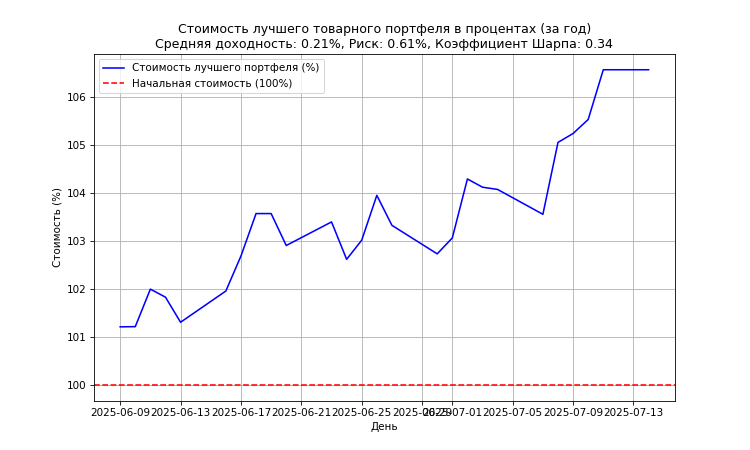 Стоимость лучшего товарного портфеля в процентах (за год)
Средняя доходность: 0.21%, Риск: 0.61%, Коэффициент Шарпа: 0.34
Стоимость лучшего портфеля (%)
Начальная стоимость (100%)
Стоимость (%)
106
105
104
103
102
101
100
2025-06-09 2025-06-13 2025-06-17 2025-06-21 2025-06-25 2025-06-29 2025-07-01 2025-07-05 2025-07-09 2025-07-13
День